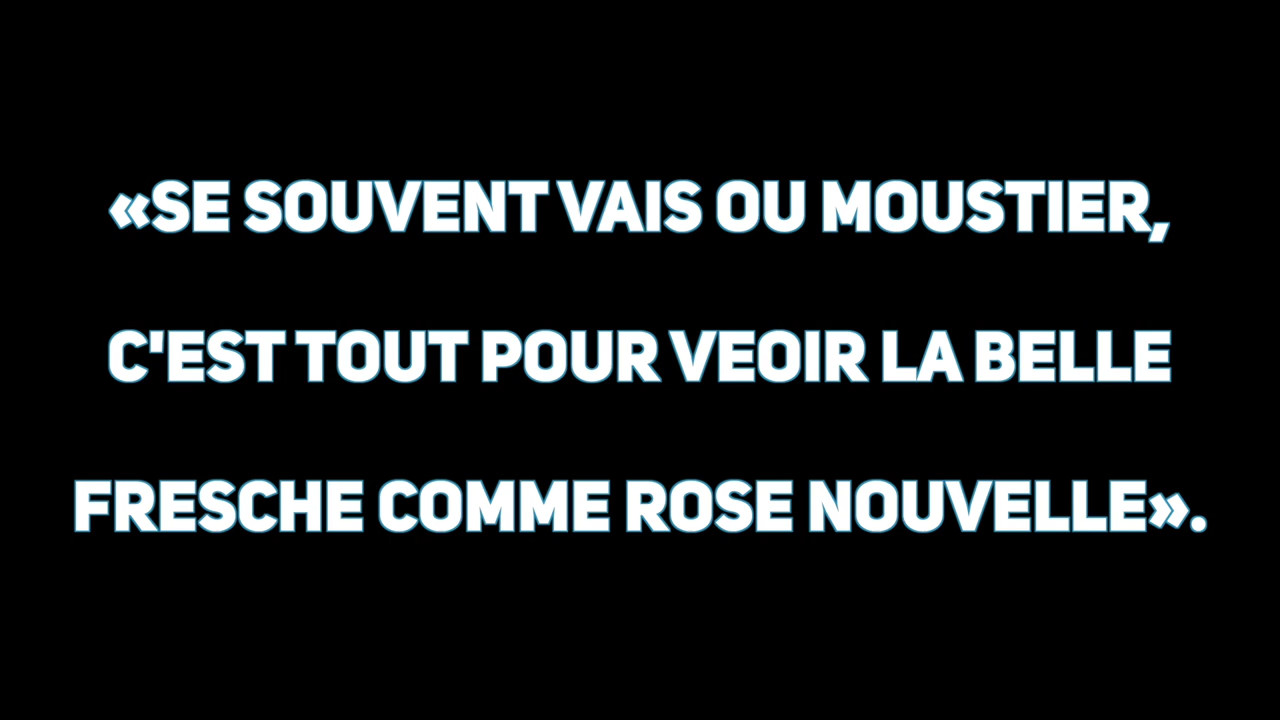 «SE SOUVENT VAIS OU MOUSTIER,
C'EST TOUT POUR VEOIR LA BELLE
FRESCHE COMME ROSE NOUVELLE».